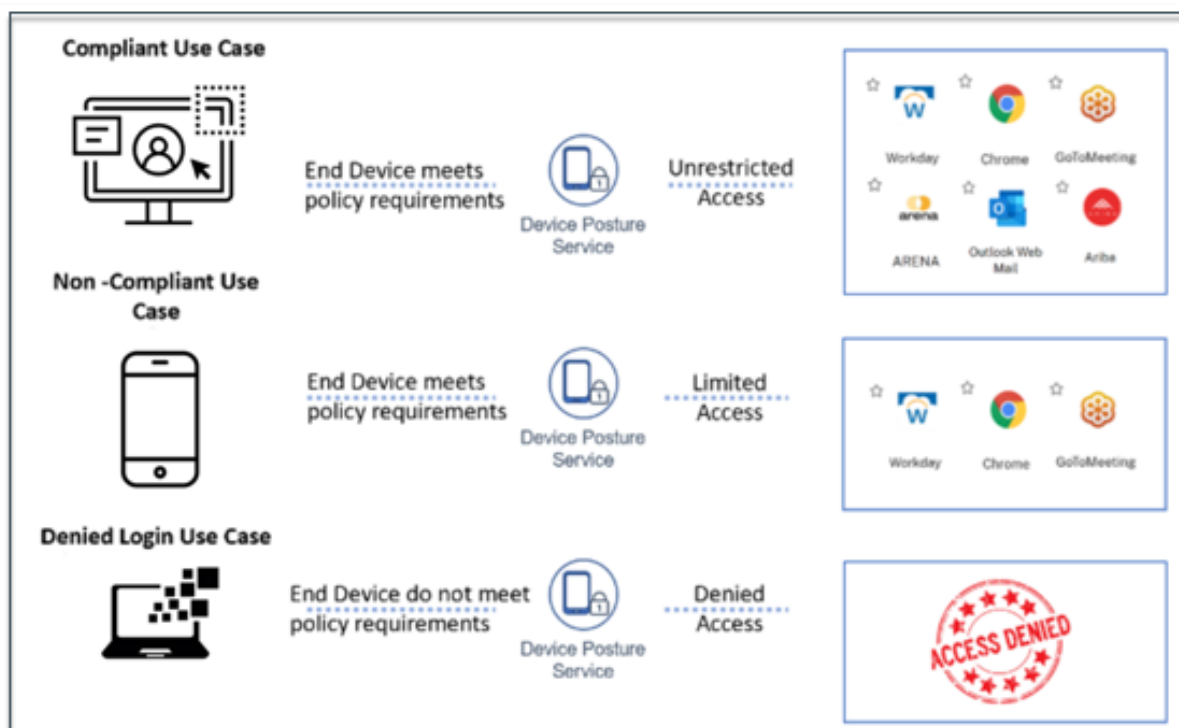 Compliant Use Case
End Device meets
policy requirements
Device Posture
Service
Unrestricted
Access
W
Workday
Chrome
GoToMeeting
arena
ARENA
Outlook Web
Mail
Ariba
Non -Compliant Use
Case
End Device meets
policy requirements
Device Posture
Service
Limited
Access
W
Workday
Chrome
GoToMeeting
Denied Login Use Case
End Device do not meet
policy requirements
Device Posture
Service
Denied
Access
ACCESS DENIED